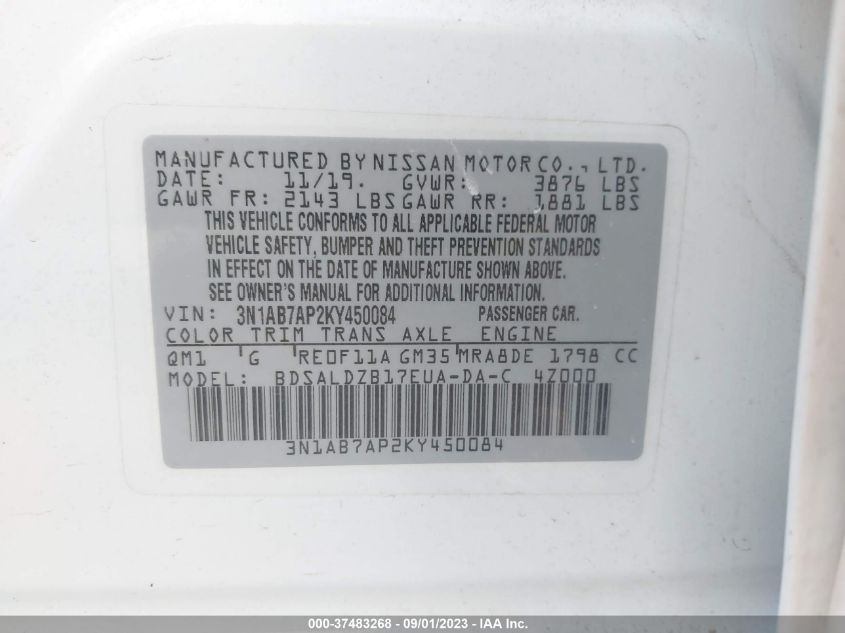 MANUFACTURED BY NISSAN MOTOR CO., LTD.
DATE: 11/19. GVWR: 3876 LBS
GAWR FR: 2143 LBS GAWR RR: 1881 LBS
THIS VEHICLE CONFORMS TO ALL APPLICABLE FEDERAL MOTOR
VEHICLE SAFETY, BUMPER AND THEFT PREVENTION STANDARDS
IN EFFECT ON THE DATE OF MANUFACTURE SHOWN ABOVE.
SEE OWNER'S MANUAL FOR ADDITIONAL INFORMATION.
VIN: 3N1AB7AP2KY450084 PASSENGER CAR.
COLOR TRIM TRANS AXLE ENGINE
QM1 G RE0F11A GM35 MRA8DE 1798 CC
MODEL: BDSALDZB17EUA-DA-C 4Z000
3N1AB7AP2KY450084
000-37483268 - 09/01/2023 - IAA, Inc.